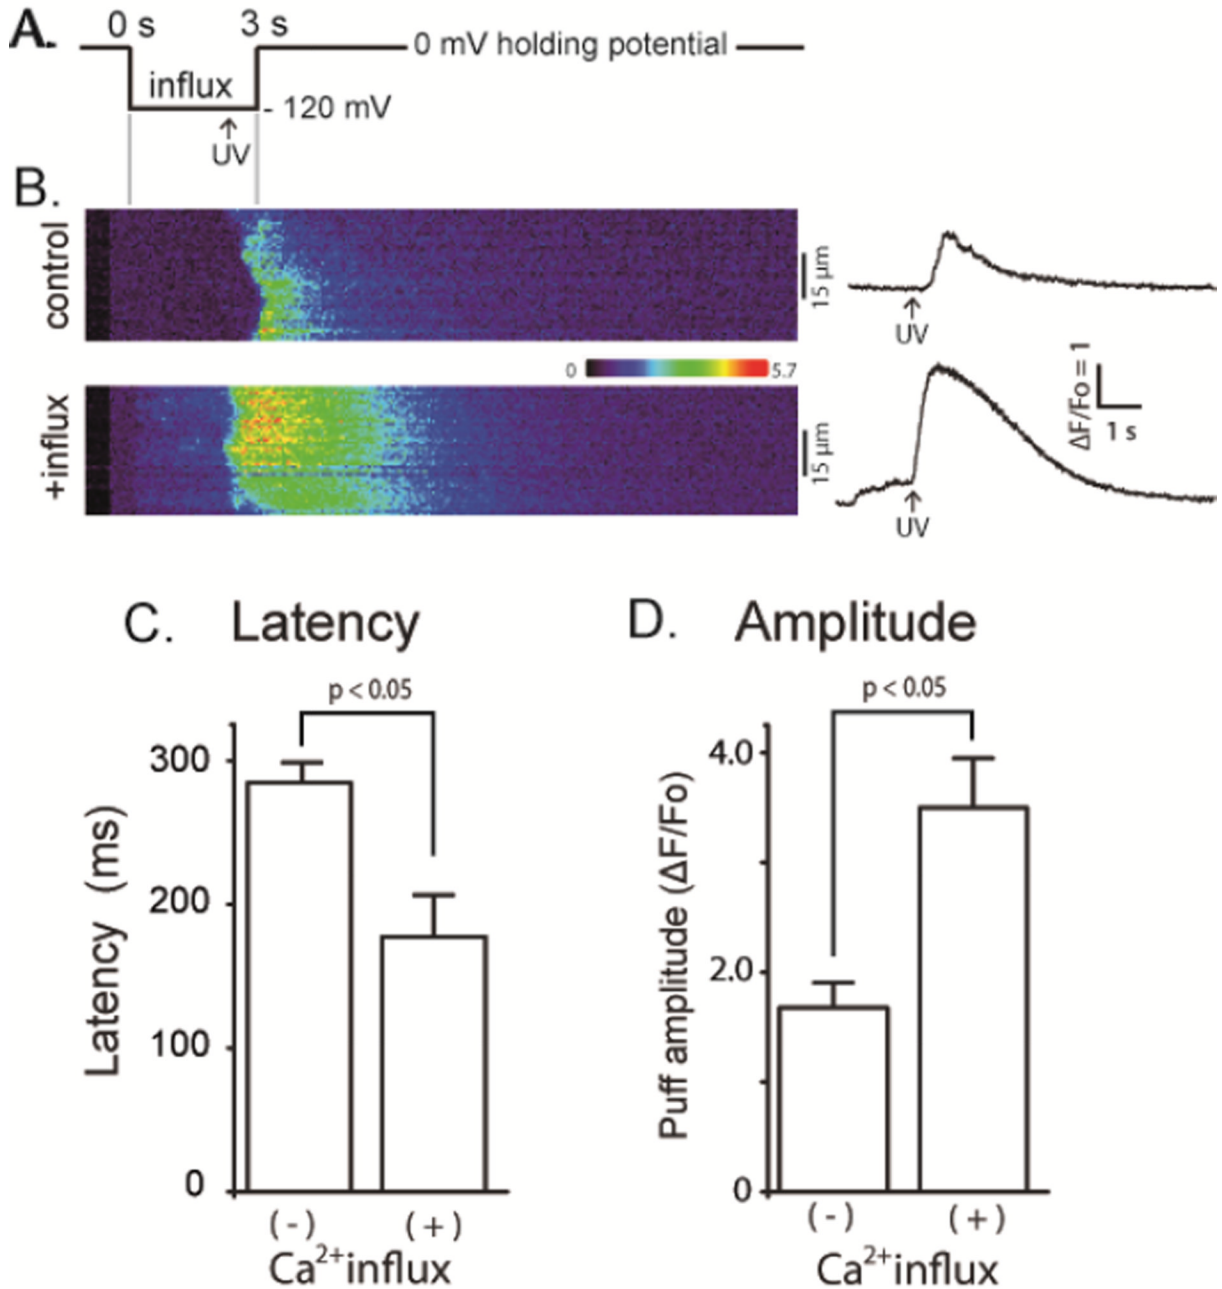 A.
0 s
3 s
0 mV holding potential
influx
- 120 mV
↑
UV
B.
control
15 µm
↑
UV
0
5.7
+influx
15 µm
ΔF/Fo = 1
1 s
↑
UV
C. Latency
p < 0.05
Latency (ms)
300
200
100
0
(-)
(+)
Ca²⁺influx
D. Amplitude
p < 0.05
Puff amplitude (ΔF/Fo)
4.0
2.0
0
(-)
(+)
Ca²⁺influx